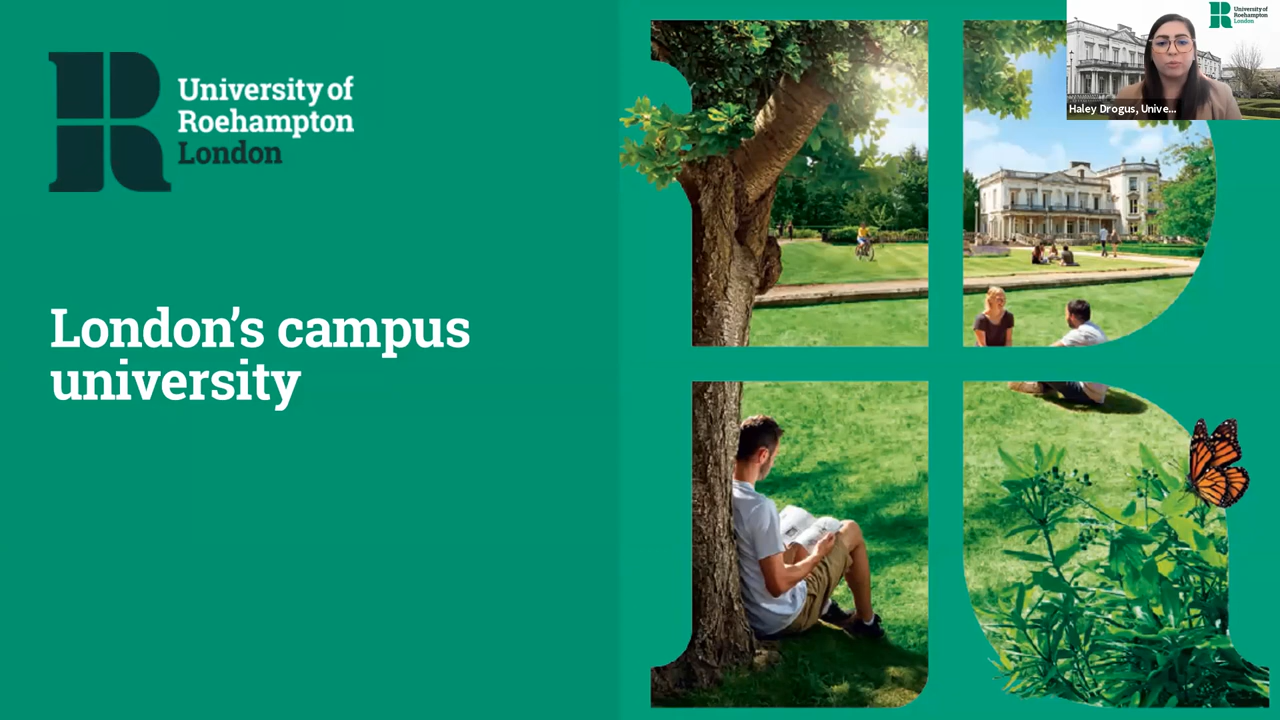 University of
Roehampton
London
London's campus
university
University of
Roehampton
London
Haley Drogus, Unive...